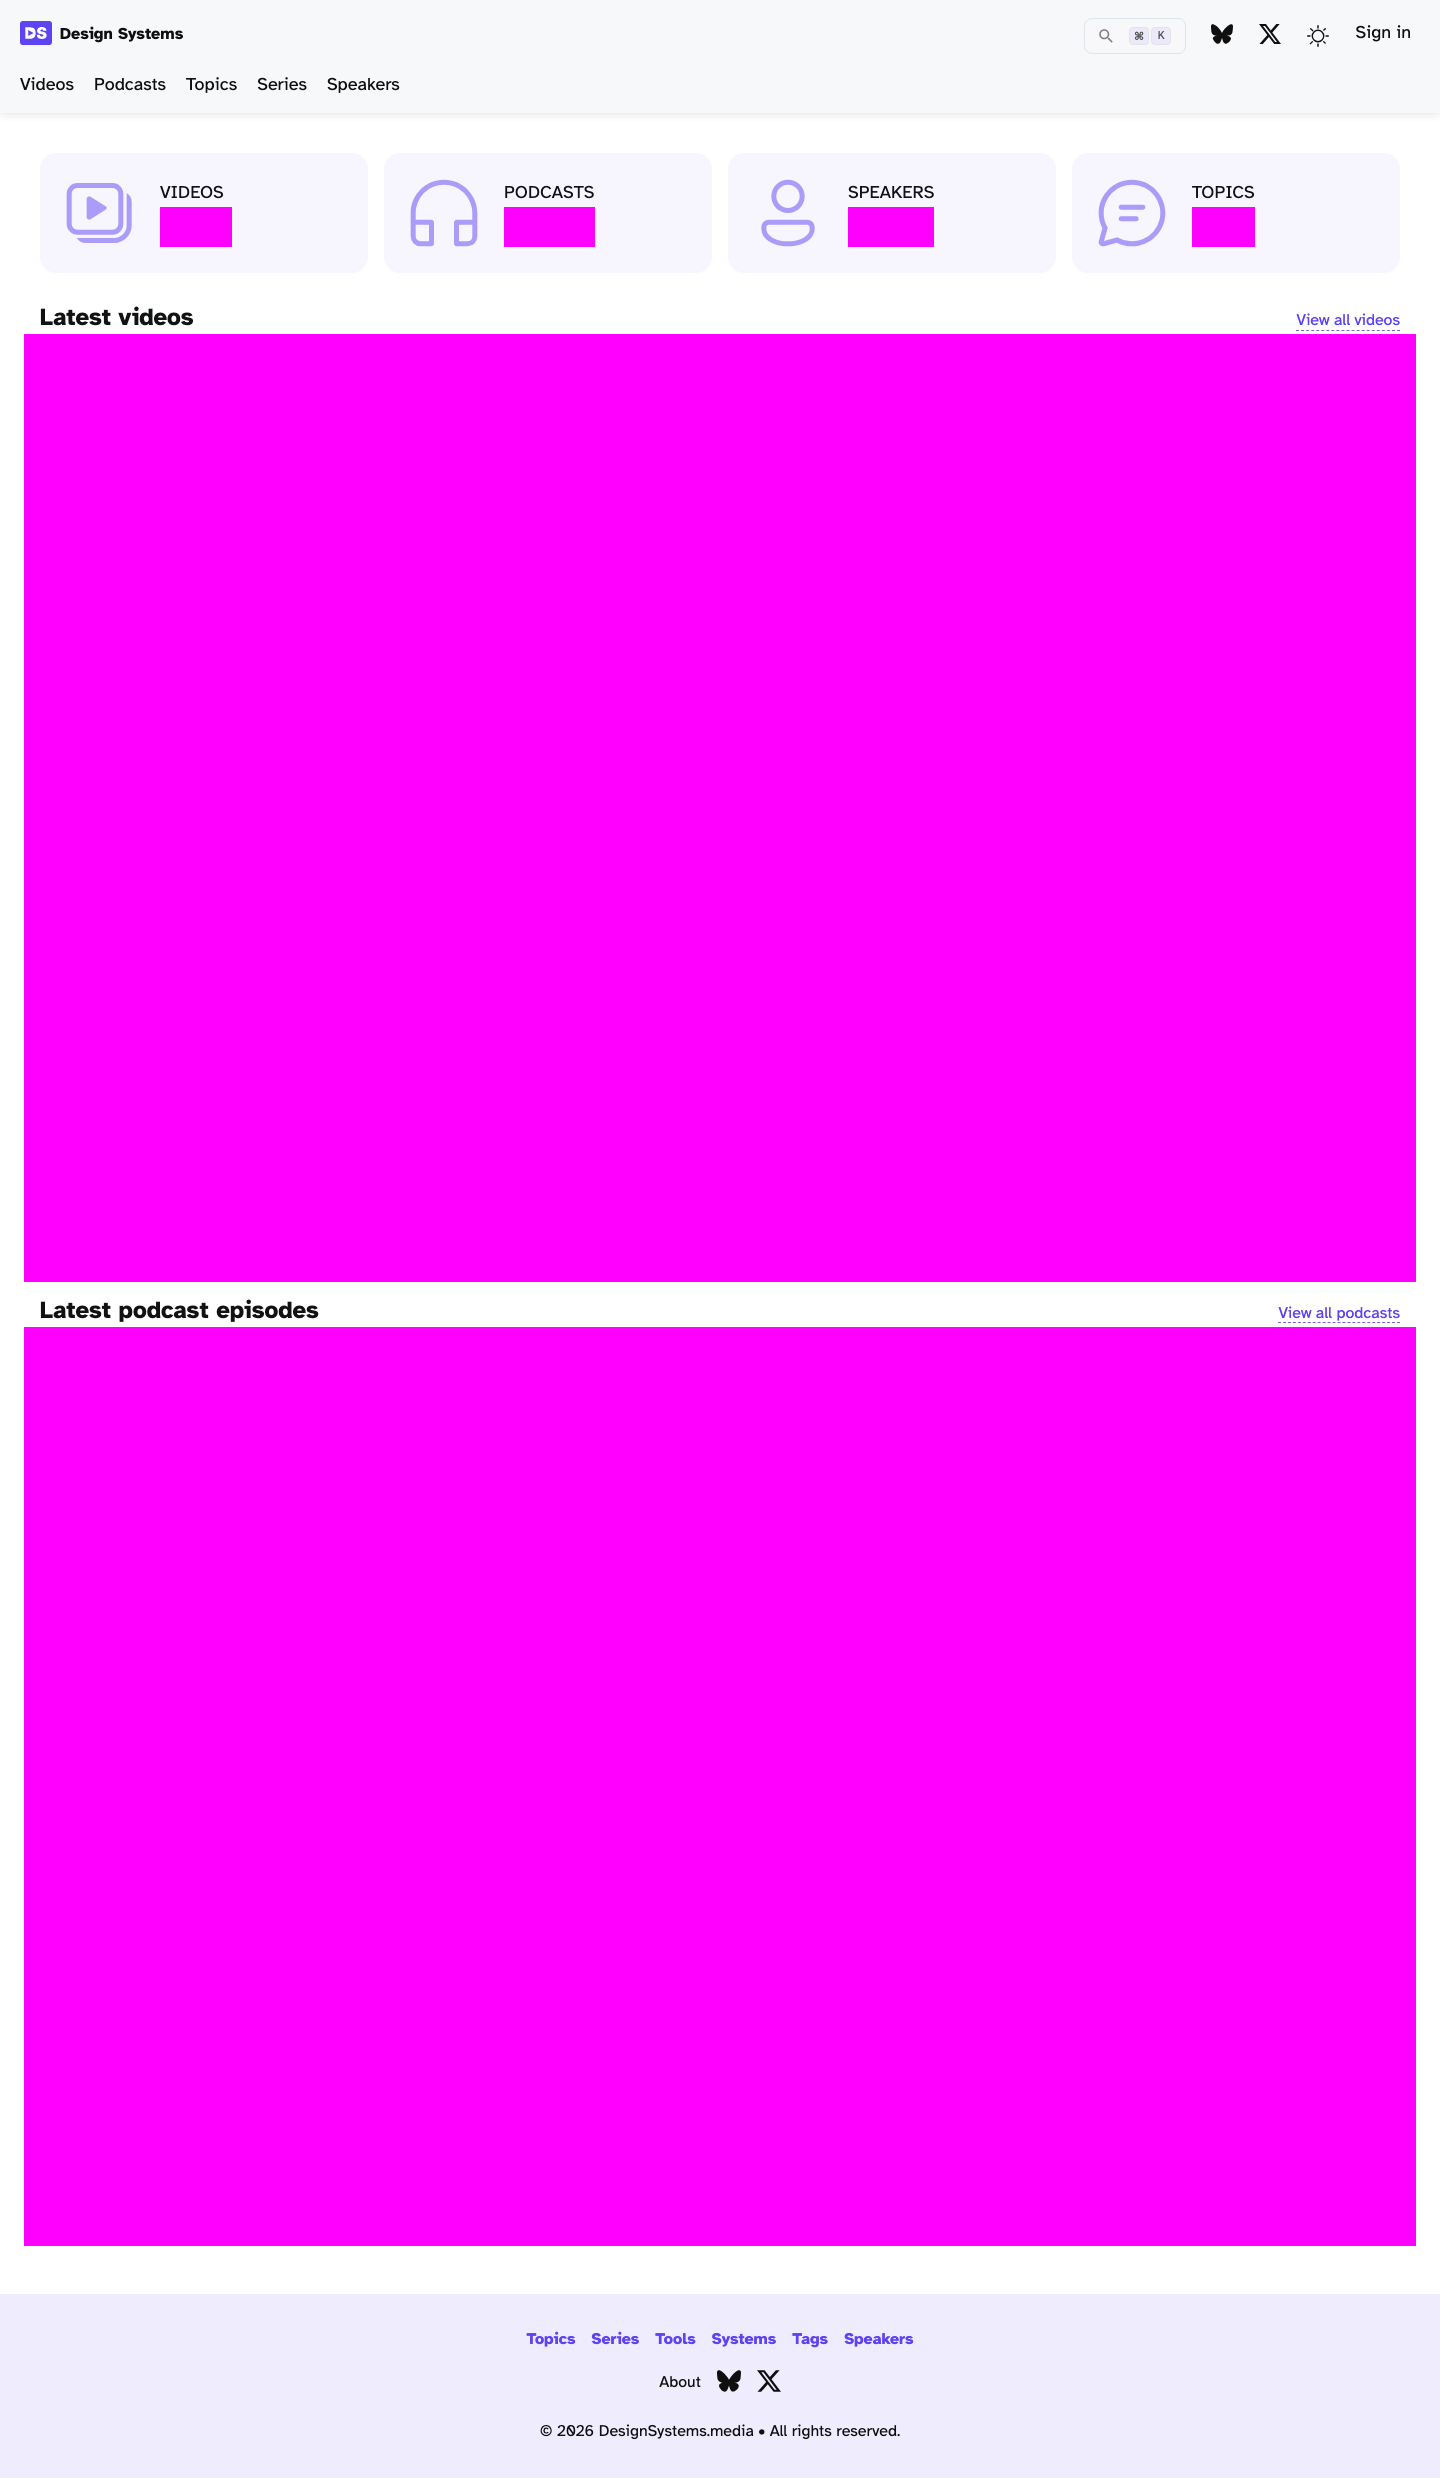 DS Design Systems
⌘ K
Sign in
Videos Podcasts Topics Series Speakers
VIDEOS
PODCASTS
SPEAKERS
TOPICS
Latest videos
View all videos
Latest podcast episodes
View all podcasts
Topics Series Tools Systems Tags Speakers
About
© 2026 DesignSystems.media • All rights reserved.